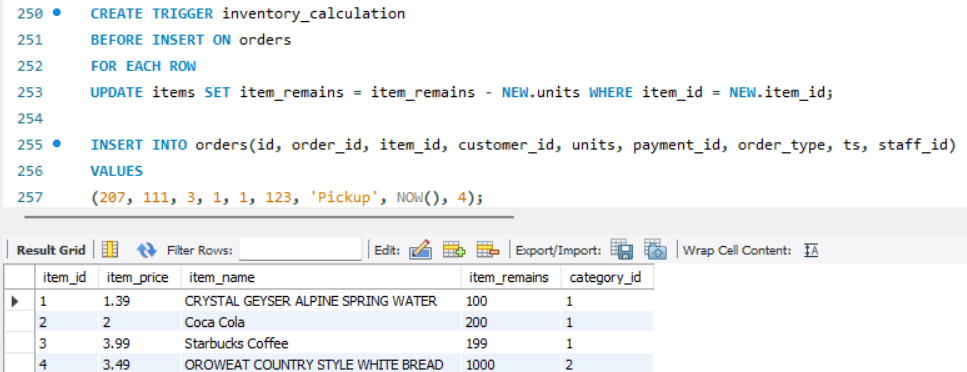 250 CREATE TRIGGER inventory_calculation
251 BEFORE INSERT ON orders
252 FOR EACH ROW
253 UPDATE items SET item_remains = item_remains - NEW.units WHERE item_id = NEW.item_id;
254
255 INSERT INTO orders(id, order_id, item_id, customer_id, units, payment_id, order_type, ts, staff_id)
256 VALUES
257 (207, 111, 3, 1, 1, 123, 'Pickup', NOW(), 4);
Result Grid Filter Rows: Edit: Export/Import: Wrap Cell Content: IA
item_id item_price item_name item_remains category_id
1 1.39 CRYSTAL GEYSER ALPINE SPRING WATER 100 1
2 2 Coca Cola 200 1
3 3.99 Starbucks Coffee 199 1
4 3.49 OROWEAT COUNTRY STYLE WHITE BREAD 1000 2